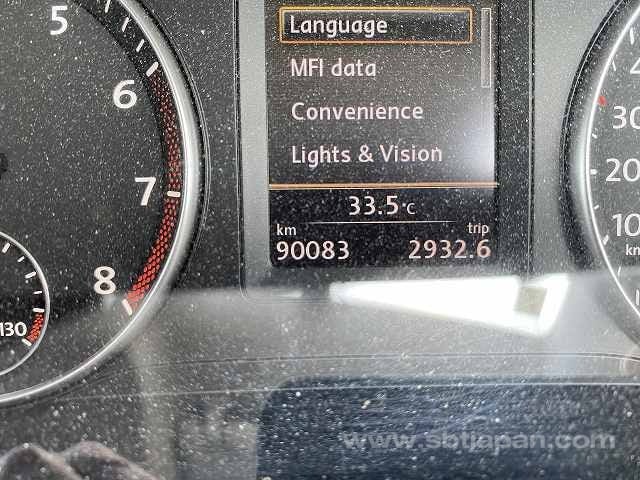 5
6
7
8
130
Language
MFI data
Convenience
Lights & Vision
33.5 °C
km trip
90083 2932.6
30
20
10
km
www.sbtjapan.com